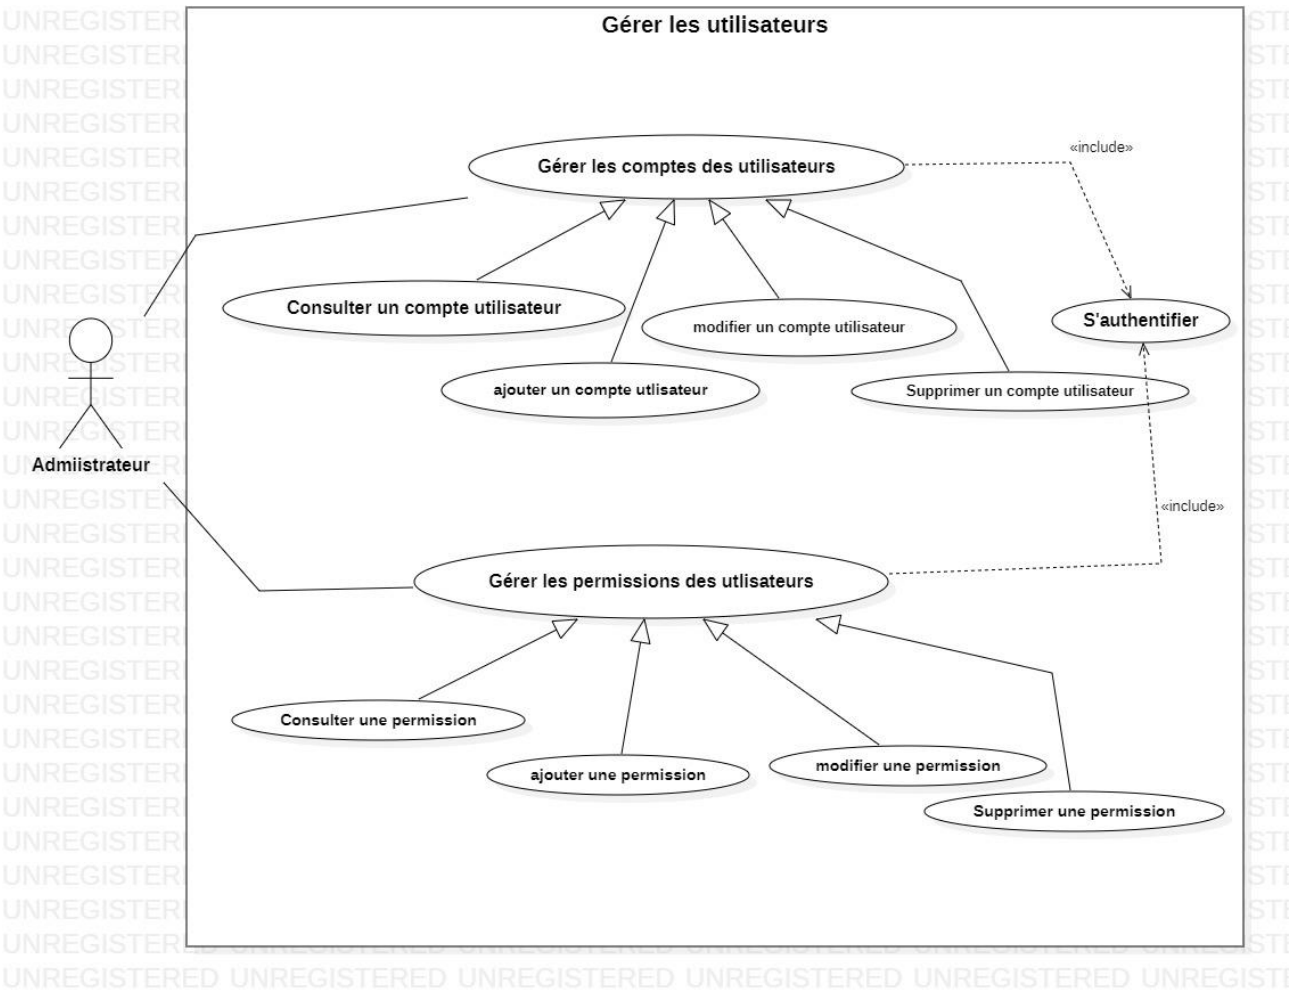 Gérer les utilisateurs
Gérer les comptes des utilisateurs
«include»
Consulter un compte utilisateur
modifier un compte utilisateur
S'authentifier
ajouter un compte utlisateur
Supprimer un compte utilisateur
Admiistrateur
«include»
Gérer les permissions des utlisateurs
Consulter une permission
ajouter une permission
modifier une permission
Supprimer une permission
UNREGISTERED UNREGISTERED UNREGISTERED UNREGISTERED UNREGISTERED